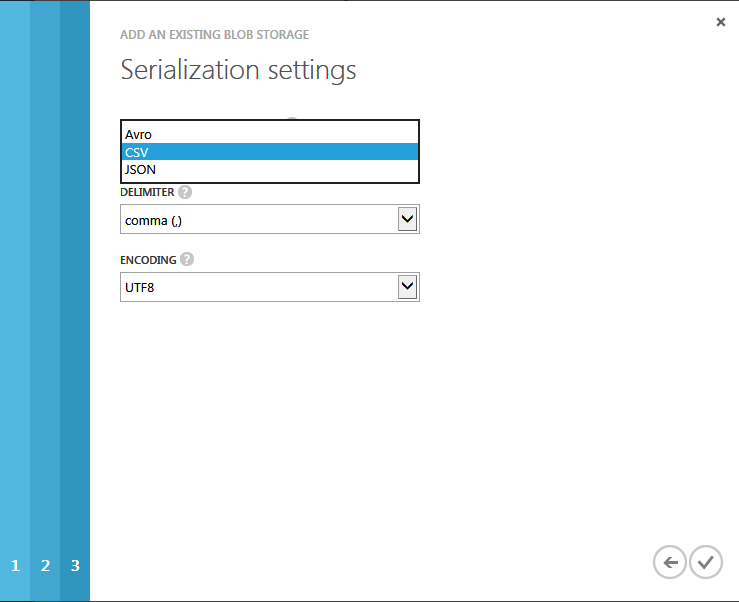 ADD AN EXISTING BLOB STORAGE
Serialization settings
Avro
CSV
JSON
DELIMITER ?
comma (,)
ENCODING ?
UTF8
1 2 3